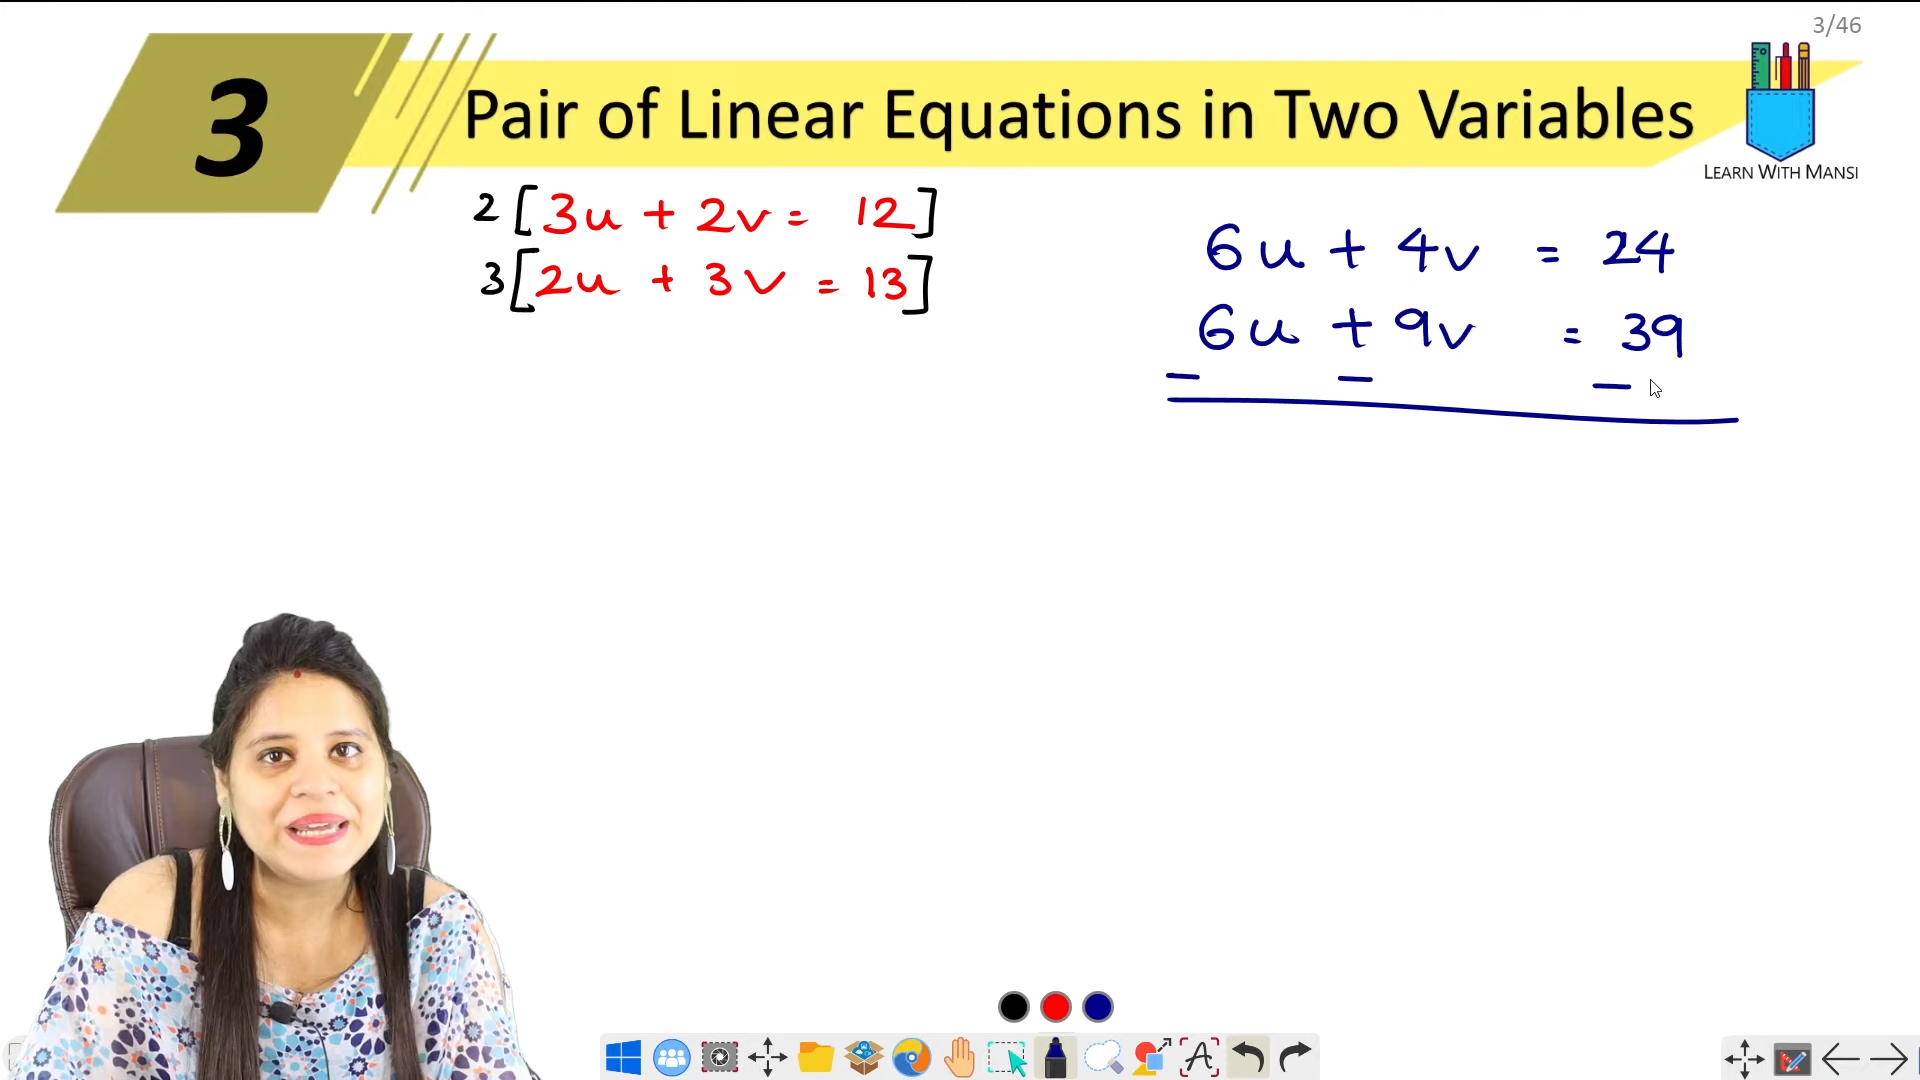 3/46
3 Pair of Linear Equations in Two Variables
LEARN WITH MANSI
2 [3u + 2v = 12]
3 [2u + 3v = 13]
6u + 4v = 24
6u + 9v = 39
− − −